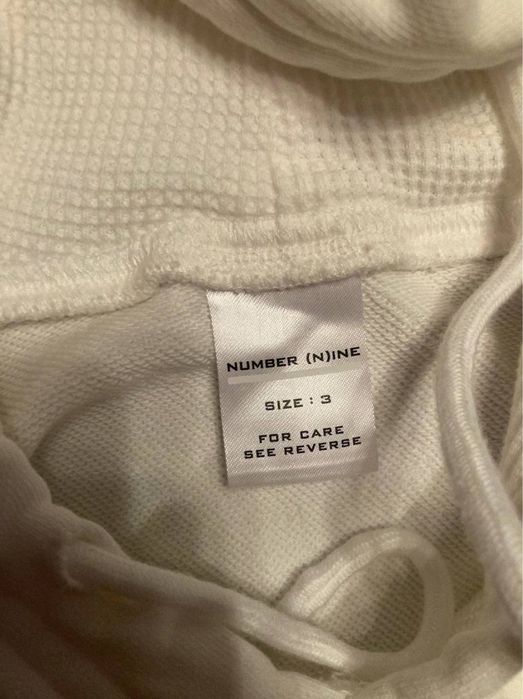 NUMBER (N)INE
SIZE : 3
FOR CARE
SEE REVERSE